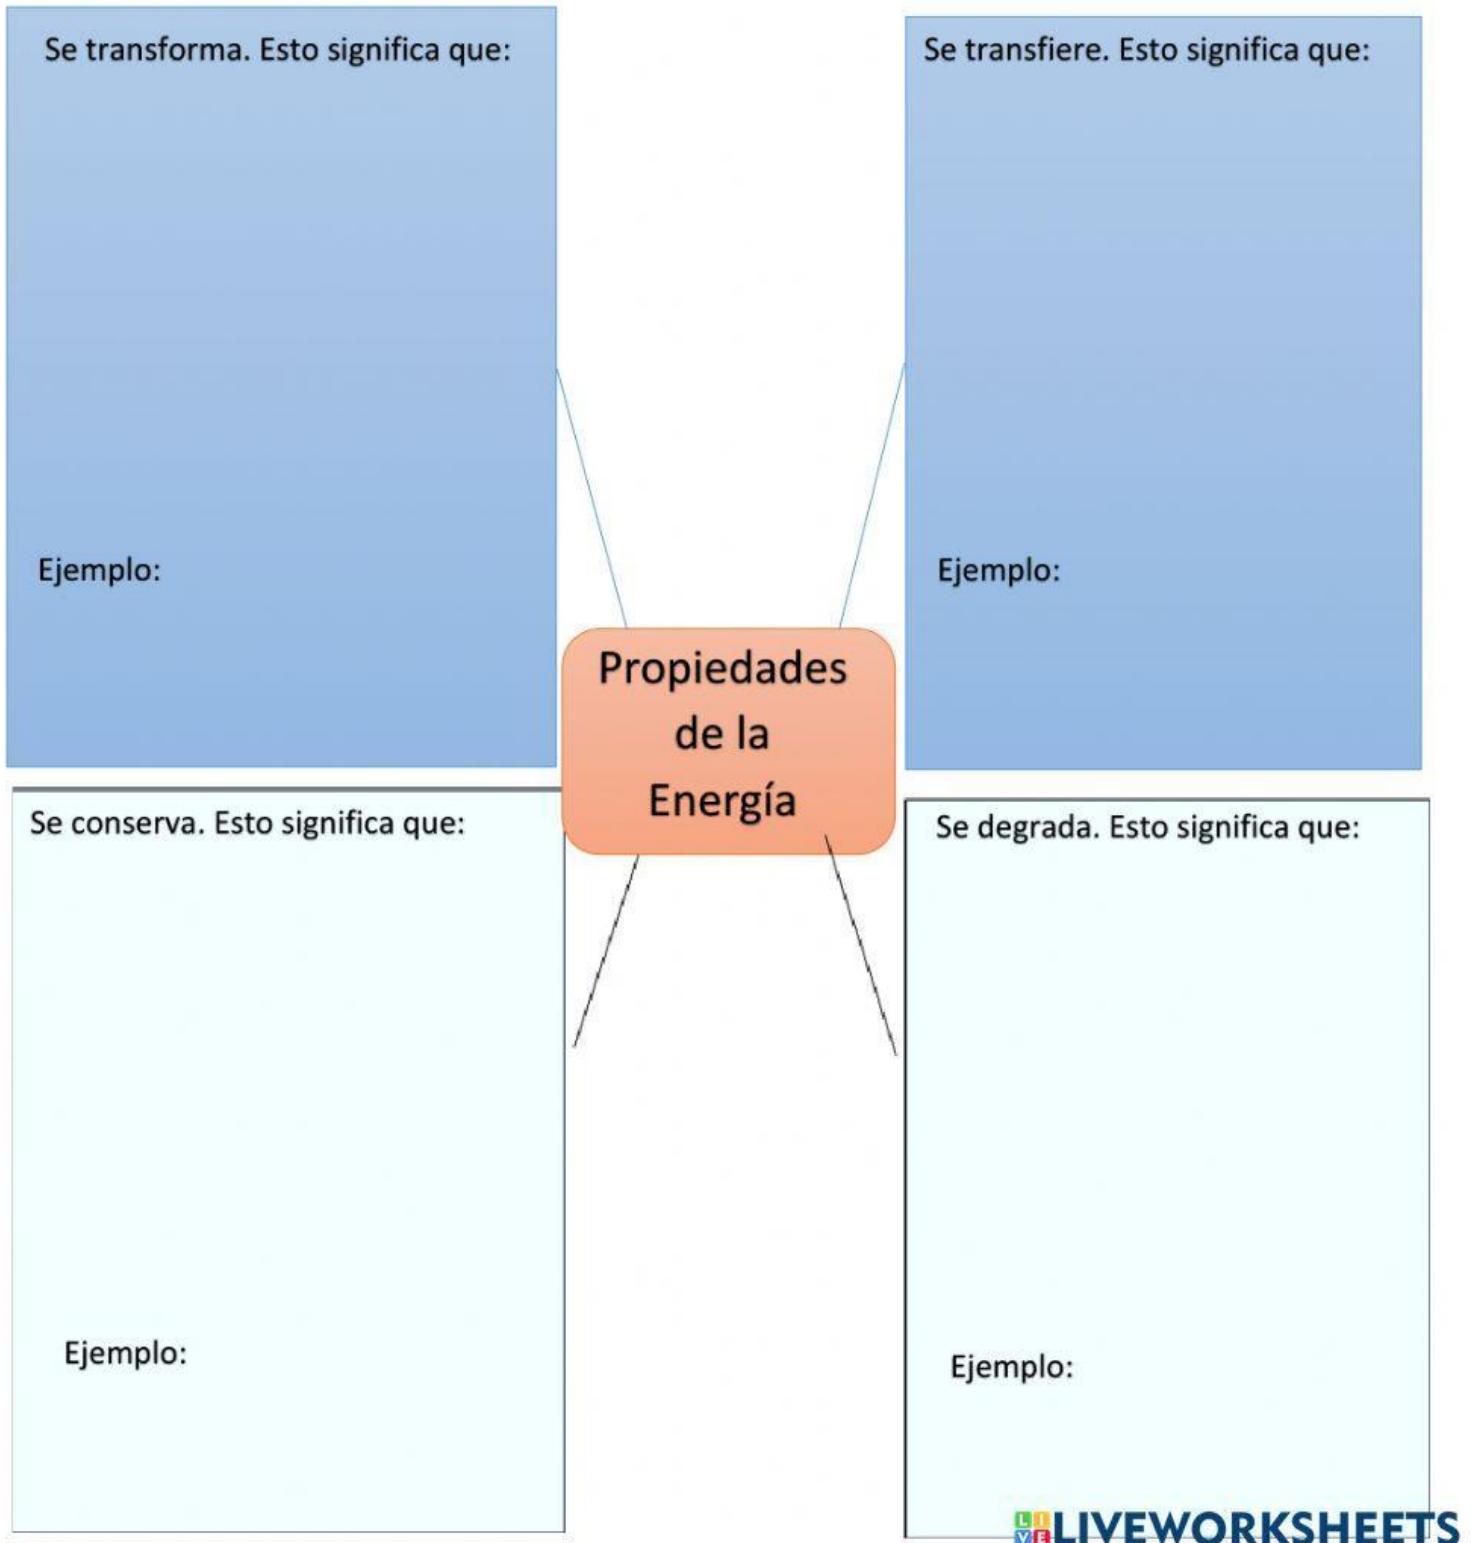 Se transforma. Esto significa que:
Ejemplo:
Se transfiere. Esto significa que:
Ejemplo:
Propiedades
de la
Energía
Se conserva. Esto significa que:
Ejemplo:
Se degrada. Esto significa que:
Ejemplo:
LIVE LIVEWORKSHEETS